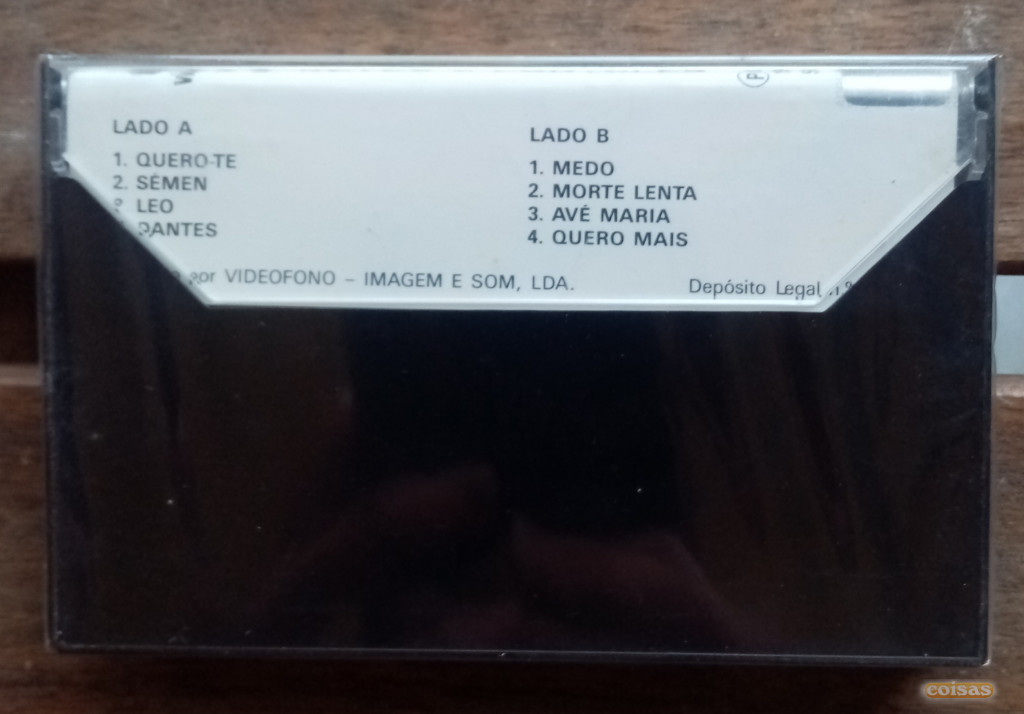 LADO A
1. QUERO-TE
2. SÉMEN
LEO
DANTES
LADO B
1. MEDO
2. MORTE LENTA
3. AVÉ MARIA
4. QUERO MAIS
por VIDEOFONO – IMAGEM E SOM, LDA.
Depósito Legal n.º
coisas